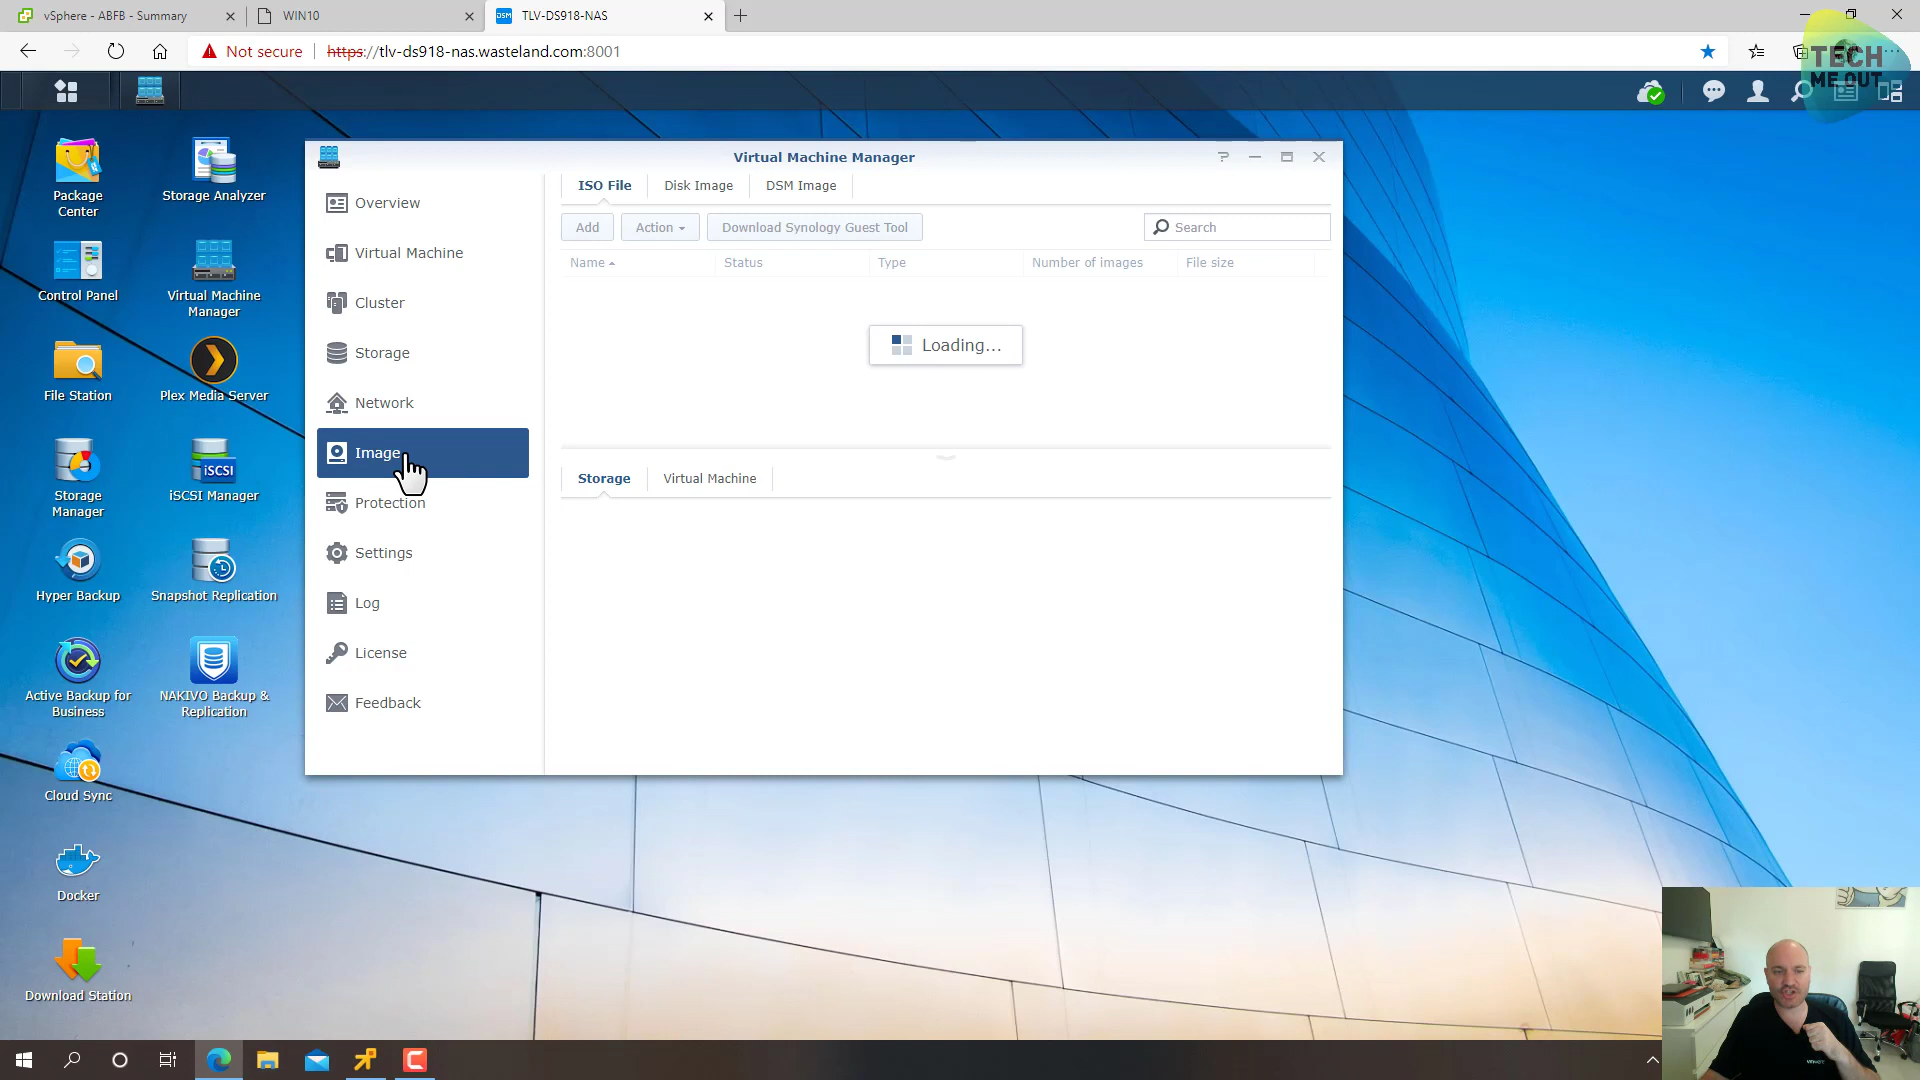 vSphere - ABFB - Summary
WIN10
TLV-DS918-NAS
Not secure
https://tlv-ds918-nas.wasteland.com:8001
TECH
ME OUT
Package
Center
Storage Analyzer
Control Panel
Virtual Machine
Manager
File Station
Plex Media Server
Storage
Manager
iSCSI
iSCSI Manager
Hyper Backup
Snapshot Replication
Active Backup for
Business
NAKIVO Backup &
Replication
Cloud Sync
Docker
Download Station
Virtual Machine Manager
Overview
Virtual Machine
Cluster
Storage
Network
Image
Protection
Settings
Log
License
Feedback
ISO File
Disk Image
DSM Image
Add
Action
Download Synology Guest Tool
Search
Name
Status
Type
Number of images
File size
Loading...
Storage
Virtual Machine